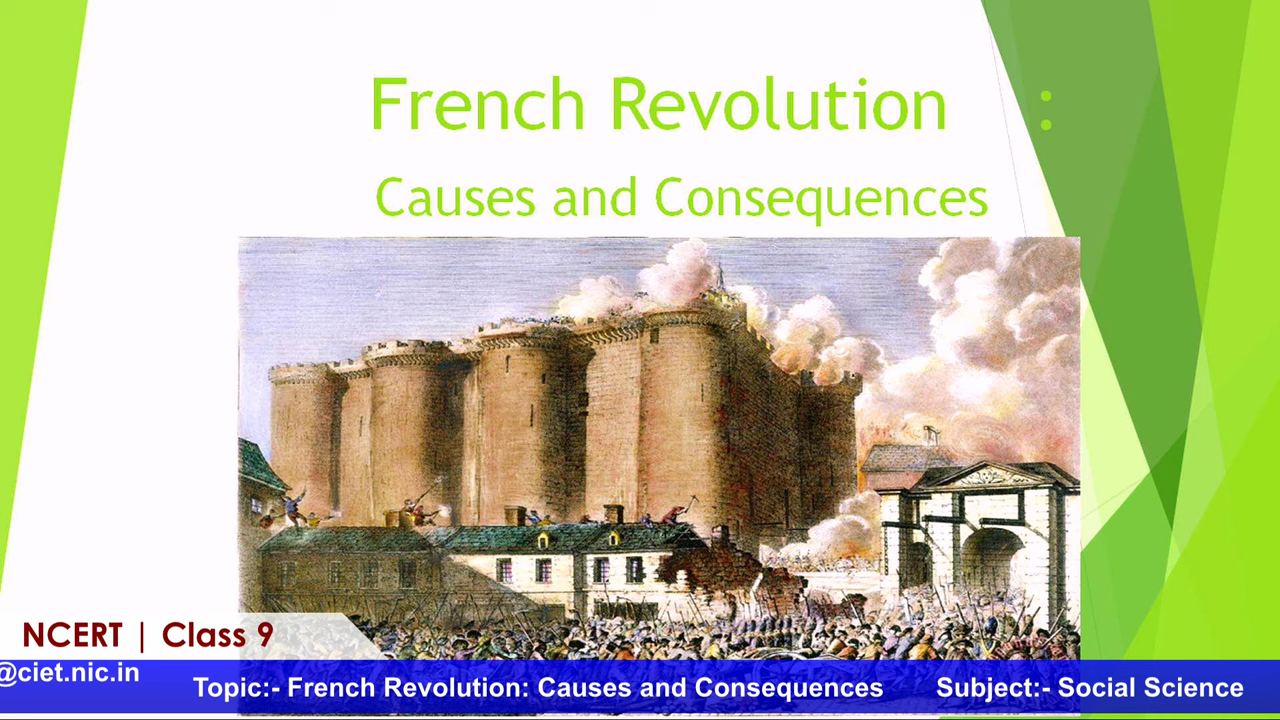 French Revolution :
Causes and Consequences
NCERT | Class 9
@ciet.nic.in
Topic:- French Revolution: Causes and Consequences Subject:- Social Science